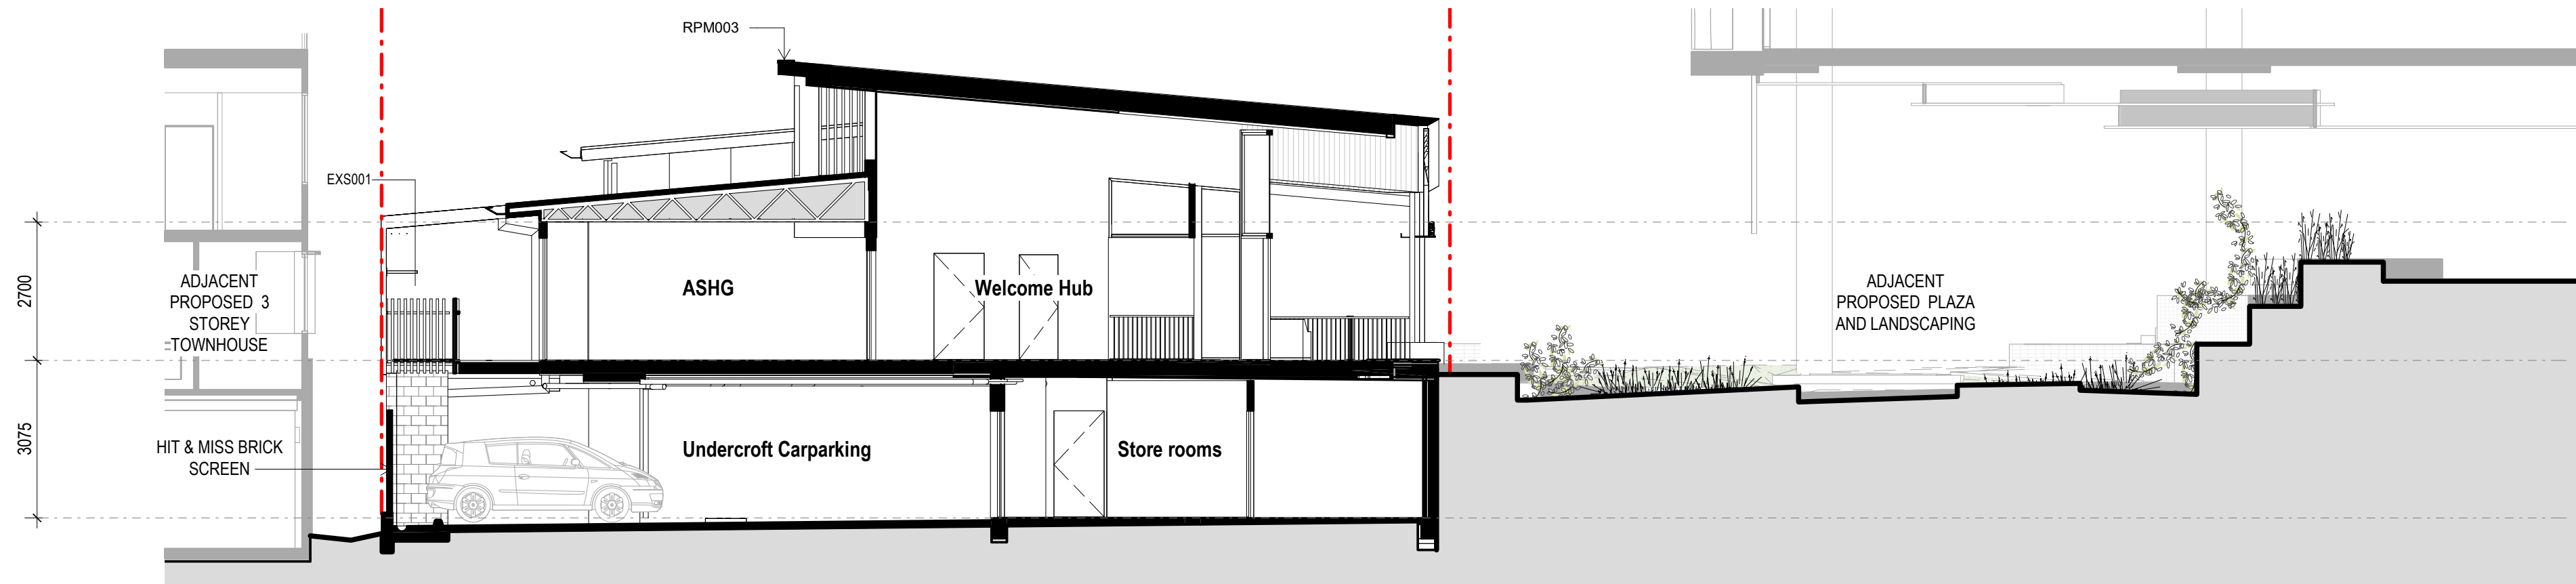 RPM003
EXS001
2700
3075
ADJACENT
PROPOSED 3
STOREY
TOWNHOUSE
HIT & MISS BRICK
SCREEN
ASHG
Welcome Hub
Undercroft Carparking
Store rooms
ADJACENT
PROPOSED PLAZA
AND LANDSCAPING